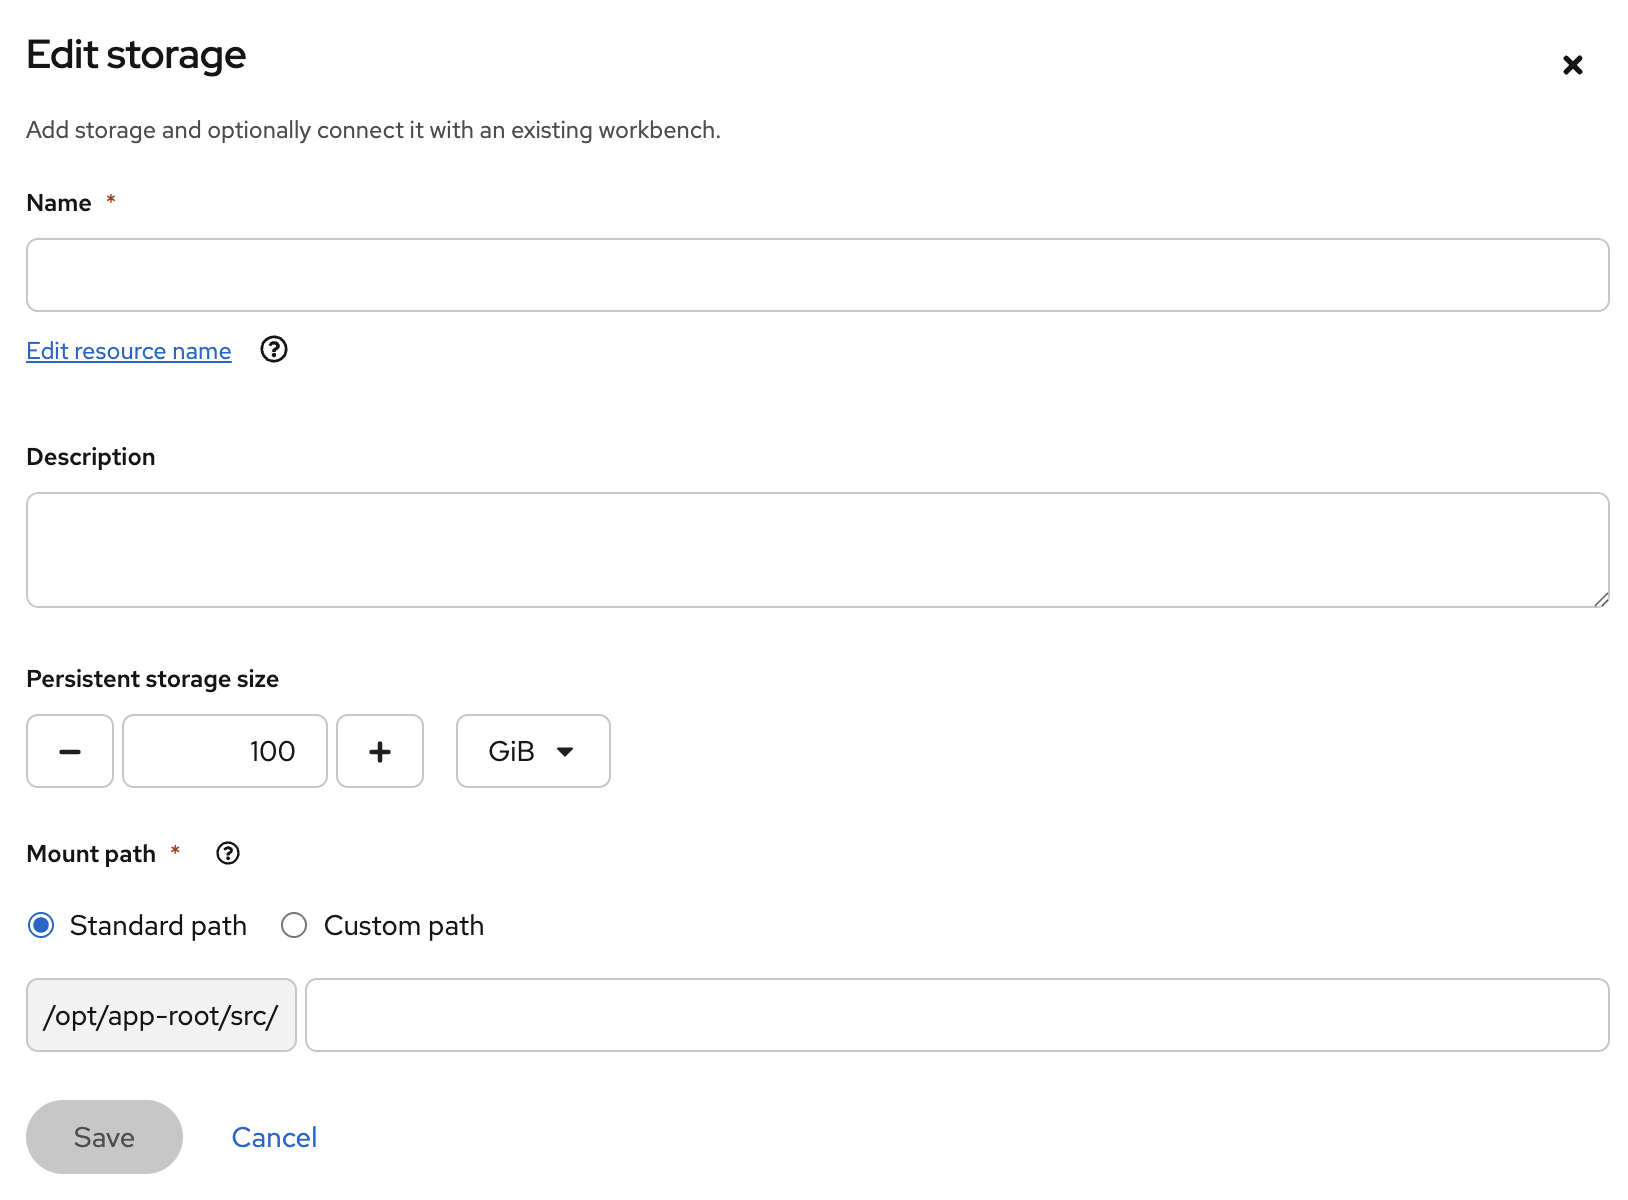 Edit storage
Add storage and optionally connect it with an existing workbench.
Name *
Edit resource name
Description
Persistent storage size
100 GiB
Mount path *
Standard path Custom path
/opt/app-root/src/
Save Cancel